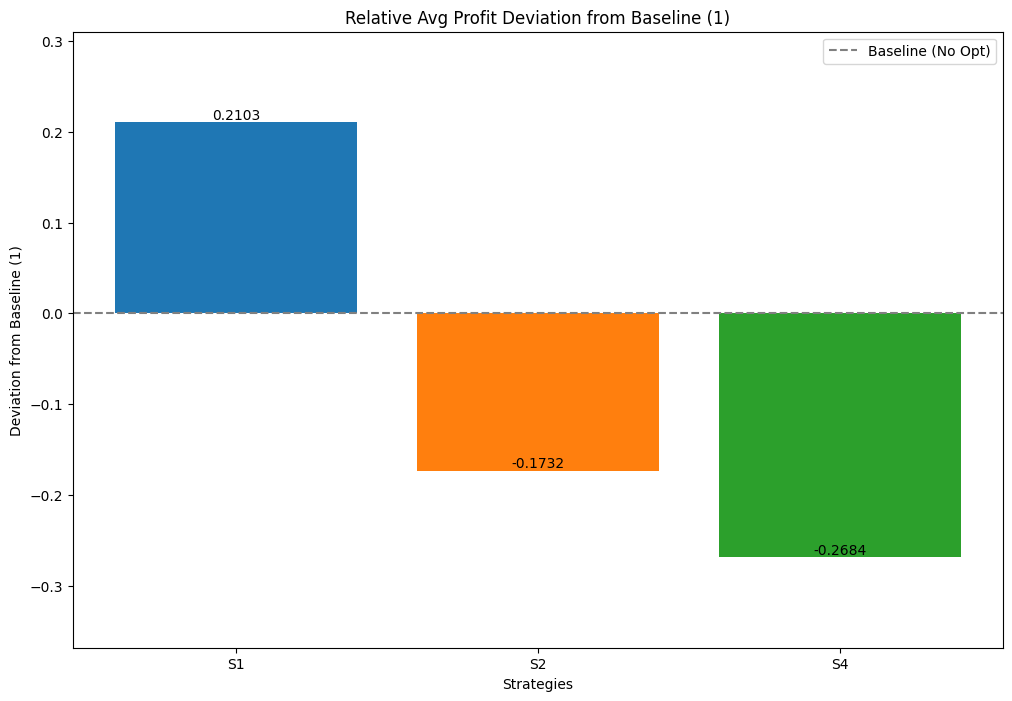 Relative Avg Profit Deviation from Baseline (1)
Baseline (No Opt)
Deviation from Baseline (1)
0.3
0.2
0.1
0.0
−0.1
−0.2
−0.3
0.2103
-0.1732
-0.2684
S1
S2
S4
Strategies